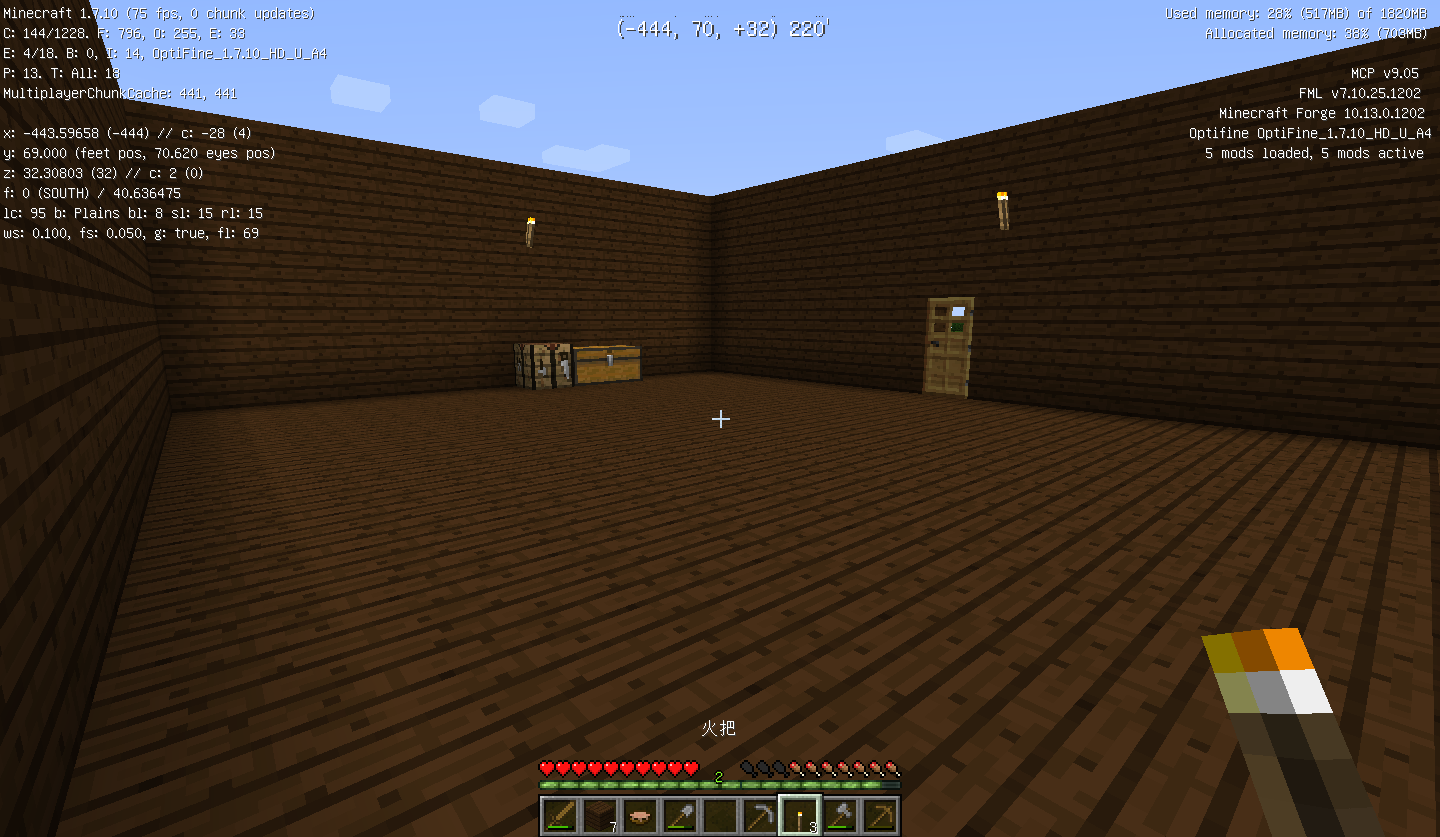 Minecraft 1.7.10 (75 fps, 0 chunk updates)
C: 144/1228. F: 796, O: 255, E: 33
E: 4/18. B: 0, I: 14, OptiFine_1.7.10_HD_U_A4
P: 13. T: All: 18
MultiplayerChunkCache: 441, 441
x: -443.59658 (-444) // c: -28 (4)
y: 69.000 (feet pos, 70.620 eyes pos)
z: 32.30803 (32) // c: 2 (0)
f: 0 (SOUTH) / 40.636475
lc: 95 b: Plains bl: 8 sl: 15 rl: 15
ws: 0.100, fs: 0.050, g: true, fl: 69
(-444, 70, +32) 220'
Used memory: 28% (517MB) of 1820MB
Allocated memory: 38% (703MB)
MCP v9.05
FML v7.10.25.1202
Minecraft Forge 10.13.0.1202
Optifine OptiFine_1.7.10_HD_U_A4
5 mods loaded, 5 mods active
火把
2
7
3